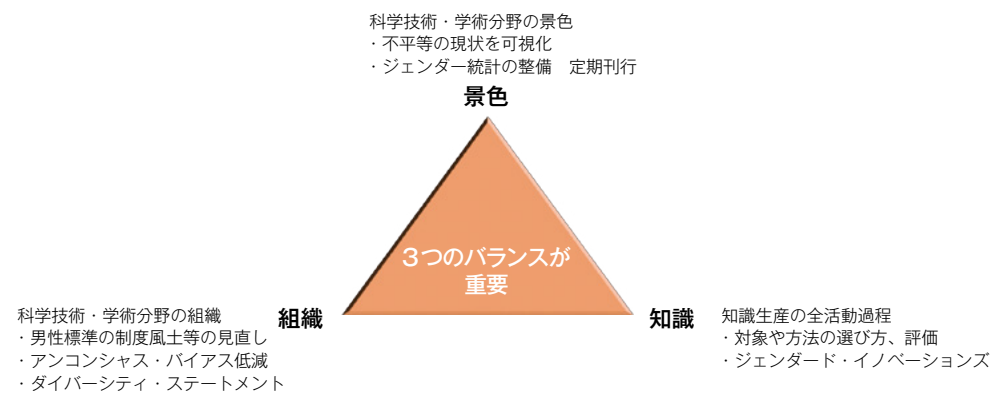 科学技術・学術分野の景色
・不平等の現状を可視化
・ジェンダー統計の整備　定期刊行
景色
3つのバランスが
重要
組織
科学技術・学術分野の組織
・男性標準の制度風土等の見直し
・アンコンシャス・バイアス低減
・ダイバーシティ・ステートメント
知識
知識生産の全活動過程
・対象や方法の選び方、評価
・ジェンダード・イノベーションズ